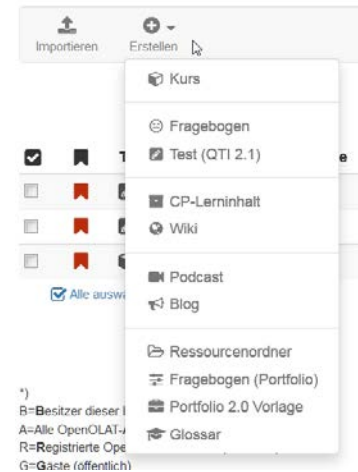 Importieren
Erstellen
Kurs
Fragebogen
Test (QTI 2.1)
CP-Lerninhalt
Wiki
Podcast
Blog
Ressourcenordner
Fragebogen (Portfolio)
Portfolio 2.0 Vorlage
Glossar
T
e
Alle ausw
*)
B=Besitzer dieser
A=Alle OpenOLAT-
R=Registrierte Ope
G=Gäste (öffentlich)